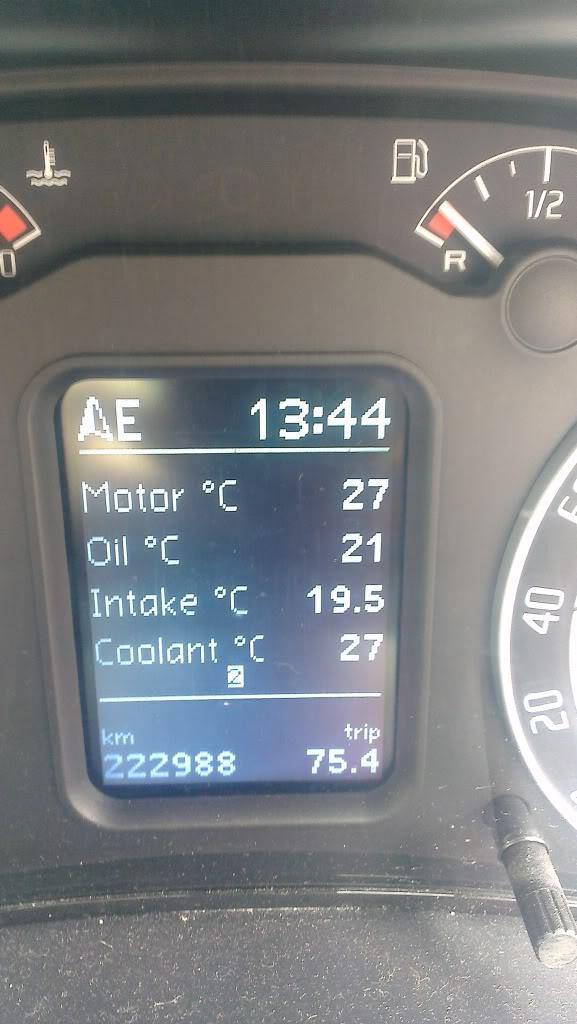 1/2
R
AE 13:44
Motor °C 27
Oil °C 21
Intake °C 19.5
Coolant °C 27
2
km trip
222988 75.4
40
20